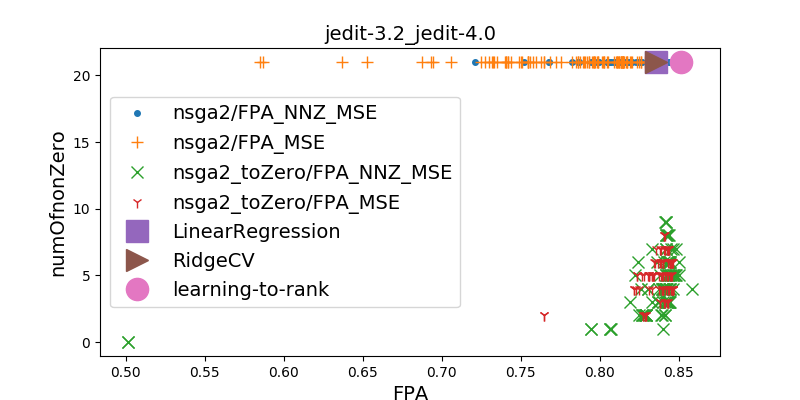 jedit-3.2_jedit-4.0
numOfnonZero
20
15
10
5
0
nsga2/FPA_NNZ_MSE
nsga2/FPA_MSE
nsga2_toZero/FPA_NNZ_MSE
nsga2_toZero/FPA_MSE
LinearRegression
RidgeCV
learning-to-rank
0.50 0.55 0.60 0.65 0.70 0.75 0.80 0.85
FPA